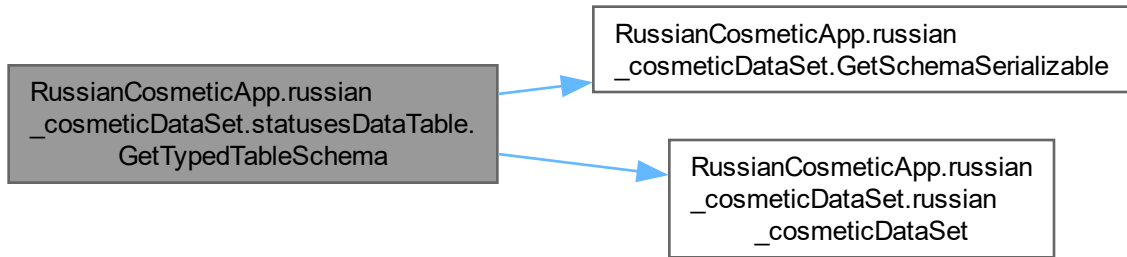 RussianCosmeticApp.russian
_cosmeticDataSet.statusesDataTable.
GetTypedTableSchema
RussianCosmeticApp.russian
_cosmeticDataSet.GetSchemaSerializable
RussianCosmeticApp.russian
_cosmeticDataSet.russian
_cosmeticDataSet